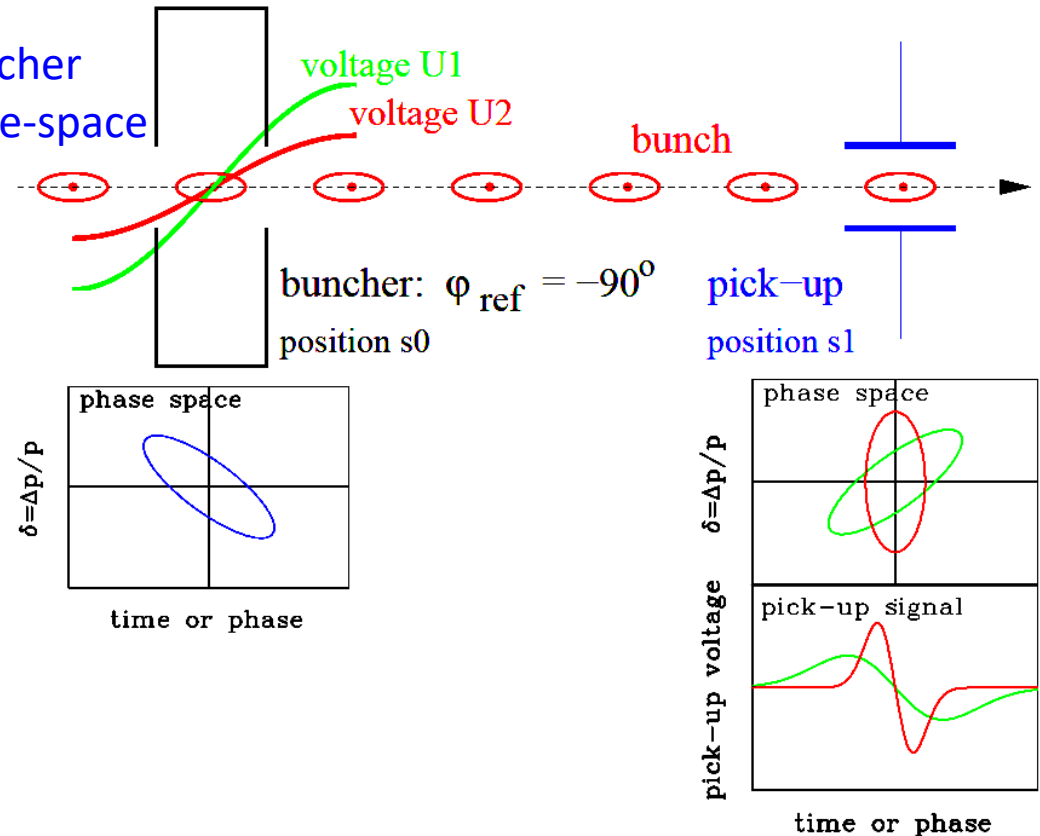 cher
e-space
voltage U1
voltage U2
bunch
buncher: φ ref = −90°
pick−up
position s0
position s1
phase space
δ=Δp/p
time or phase
phase space
δ=Δp/p
pick−up signal
pick−up voltage
time or phase